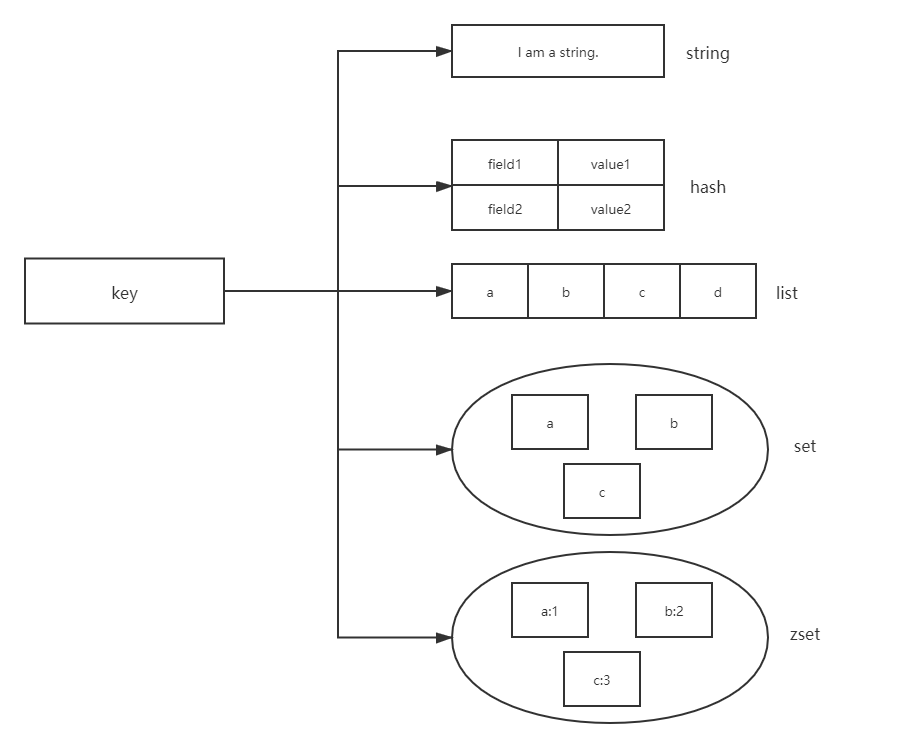 I am a string.
string
field1
value1
hash
field2
value2
key
a
b
c
d
list
a
b
set
c
a:1
b:2
zset
c:3